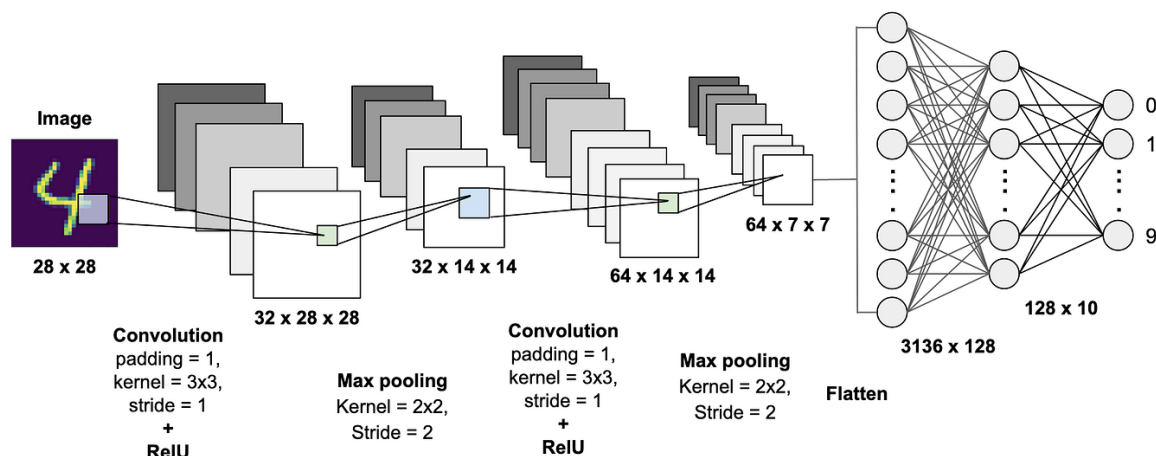 Image
28 x 28
32 x 28 x 28
Convolution
padding = 1,
kernel = 3x3,
stride = 1
+
RelU
32 x 14 x 14
Max pooling
Kernel = 2x2,
Stride = 2
64 x 14 x 14
Convolution
padding = 1,
kernel = 3x3,
stride = 1
+
RelU
64 x 7 x 7
Max pooling
Kernel = 2x2,
Stride = 2
Flatten
3136 x 128
128 x 10
0
1
9